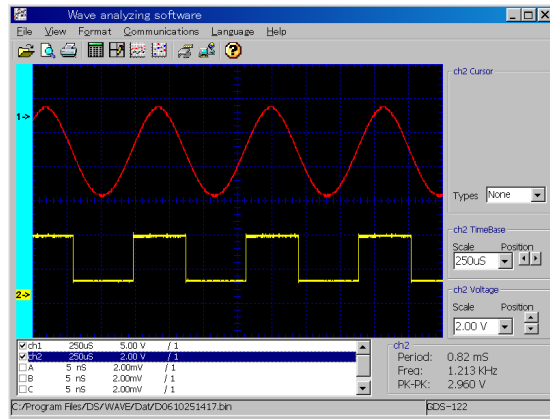 Wave analyzing software
File View Format Communications Language Help
ch2 Cursor
1->
Types None
ch2 TimeBase
Scale Position
250uS
2->
ch2 Voltage
Scale Position
2.00 V
ch1 250uS 5.00 V / 1
ch2 250uS 2.00 V / 1
A 5 nS 2.00mV / 1
B 5 nS 2.00mV / 1
C 5 nS 2.00mV / 1
ch2
Period: 0.82 mS
Freq: 1.213 KHz
PK-PK: 2.960 V
C:/Program Files/DS/WAVE/Dat/D0610251417.bin
GDS-122